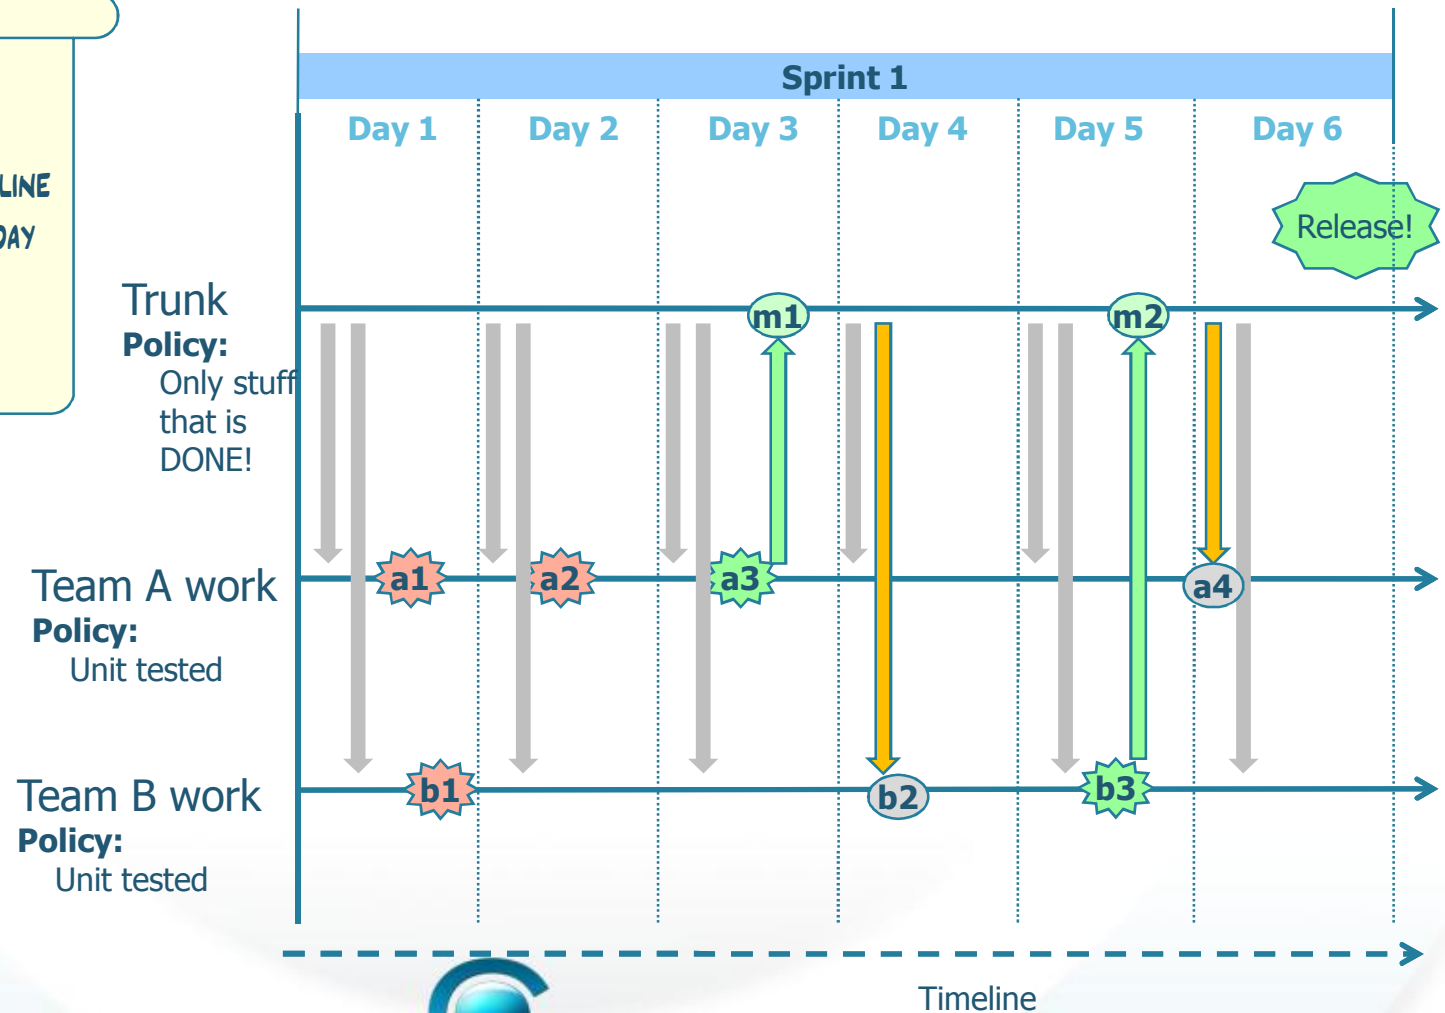 LINE
DAY
Sprint 1
Day 1 Day 2 Day 3 Day 4 Day 5 Day 6
Release!
Trunk
Policy:
Only stuff
that is
DONE!
m1 m2
Team A work
Policy:
Unit tested
a1 a2 a3 a4
Team B work
Policy:
Unit tested
b1 b2 b3
Timeline